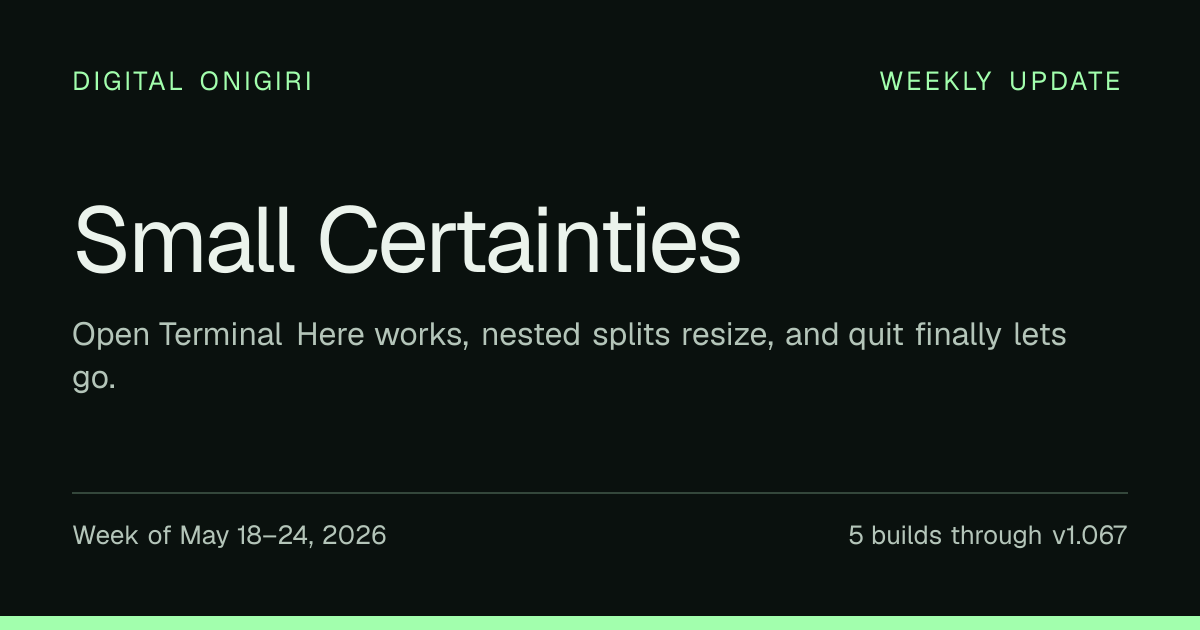 DIGITAL ONIGIRI
WEEKLY UPDATE
Small Certainties
Open Terminal Here works, nested splits resize, and quit finally lets
go.
Week of May 18–24, 2026
5 builds through v1.067